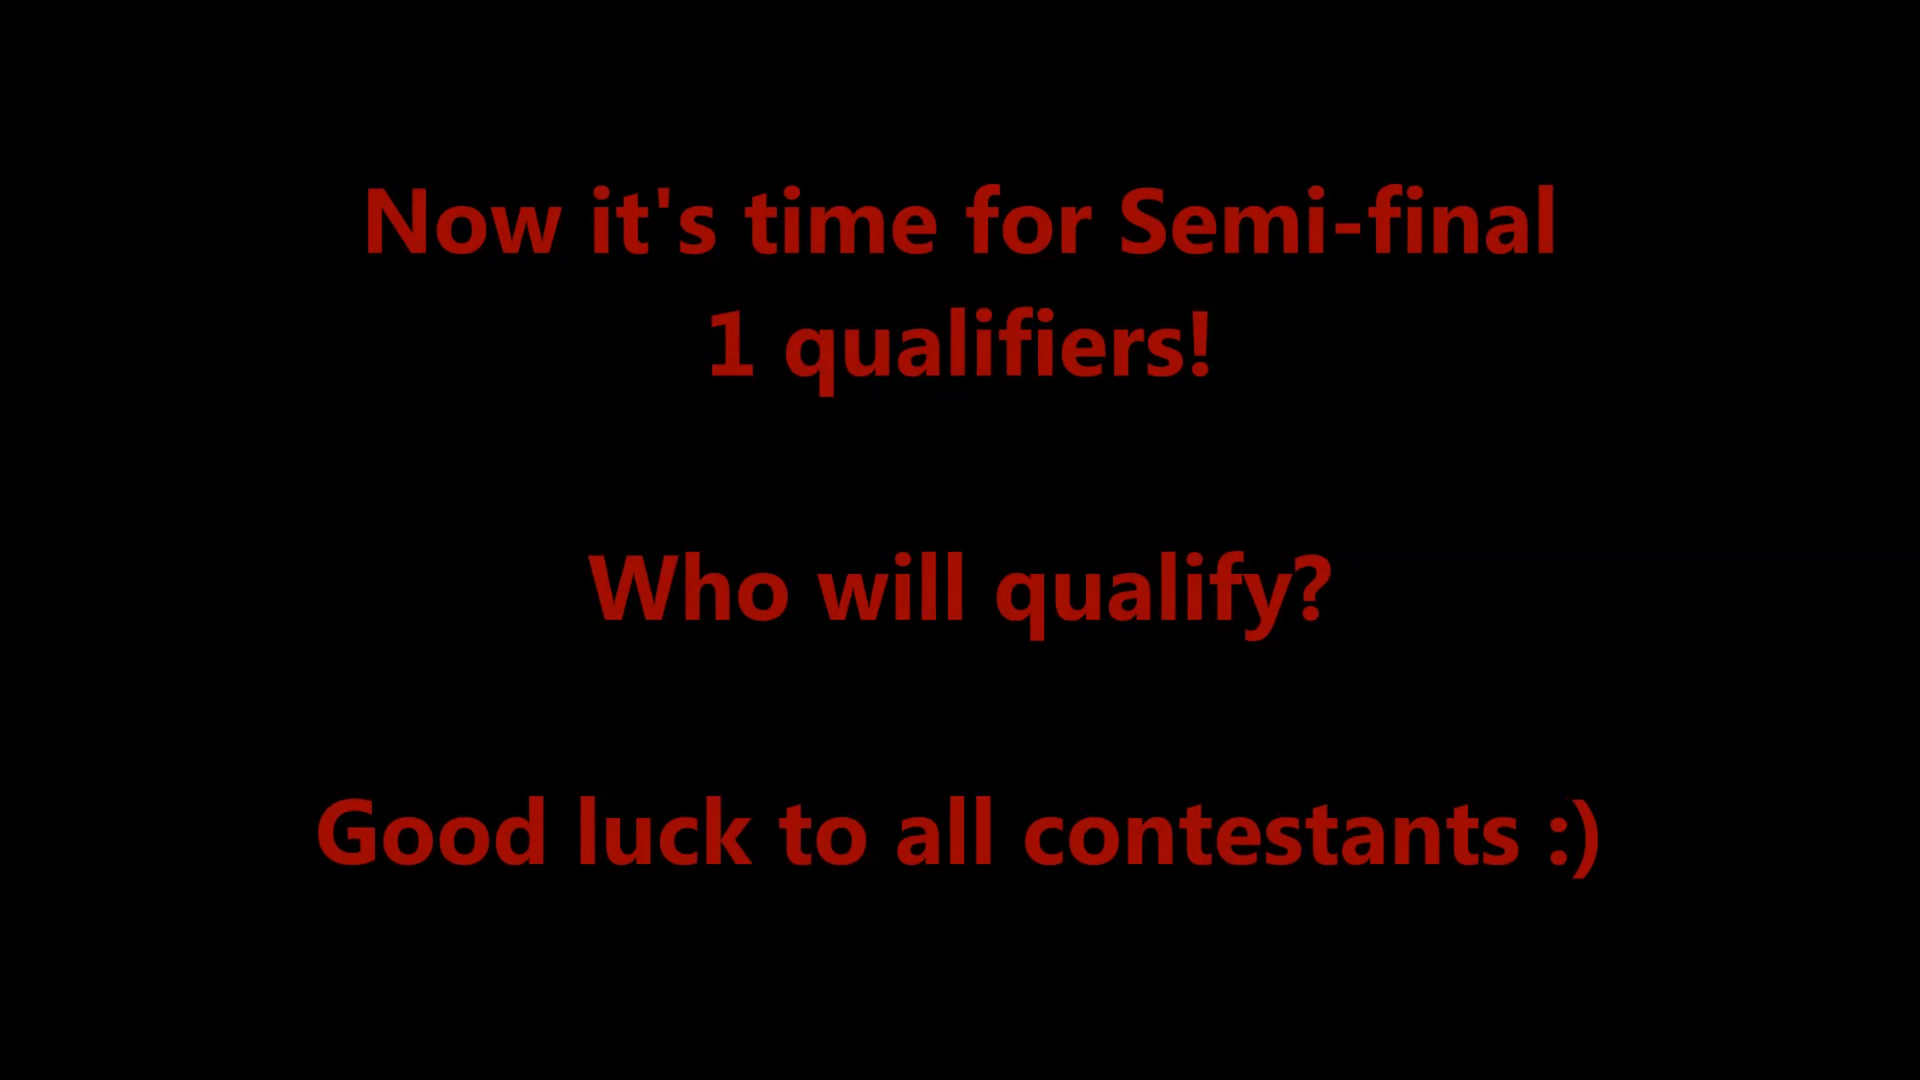 Now it's time for Semi-final
1 qualifiers!
Who will qualify?
Good luck to all contestants :)